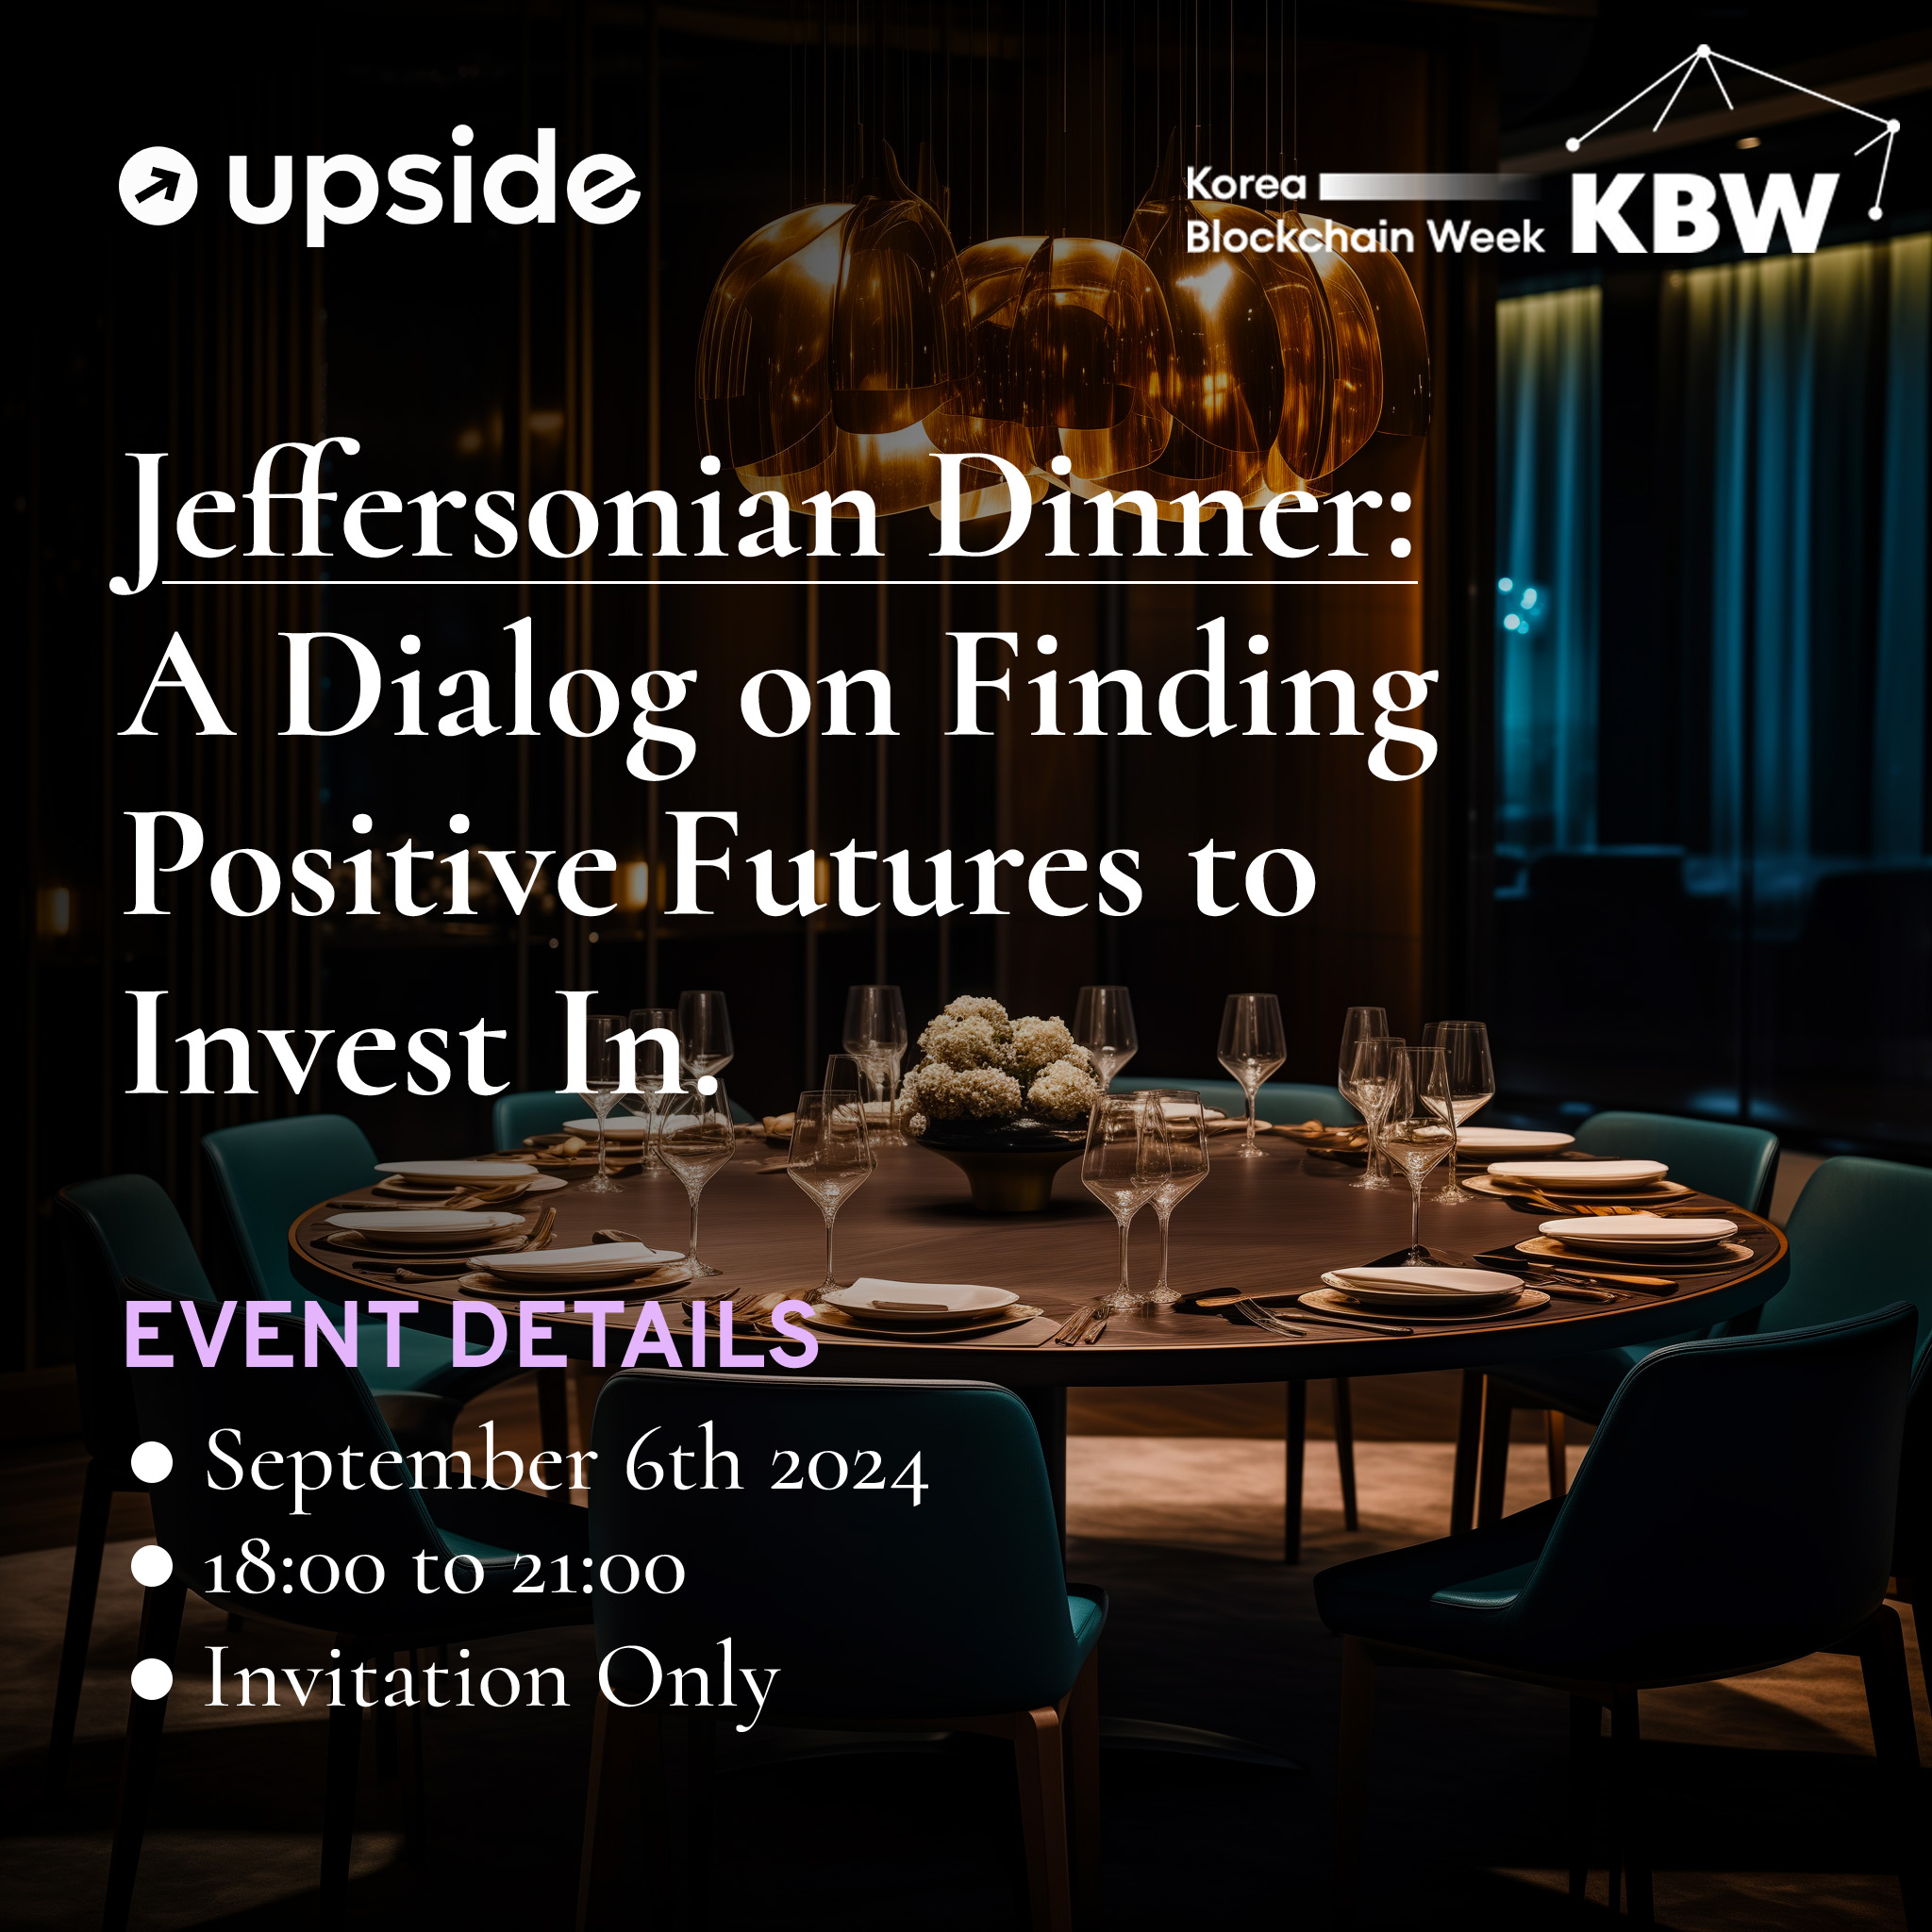 upside
Korea
Blockchain Week
KBW
Jeffersonian Dinner:
A Dialog on Finding
Positive Futures to
Invest In.
EVENT DETAILS
September 6th 2024
18:00 to 21:00
Invitation Only